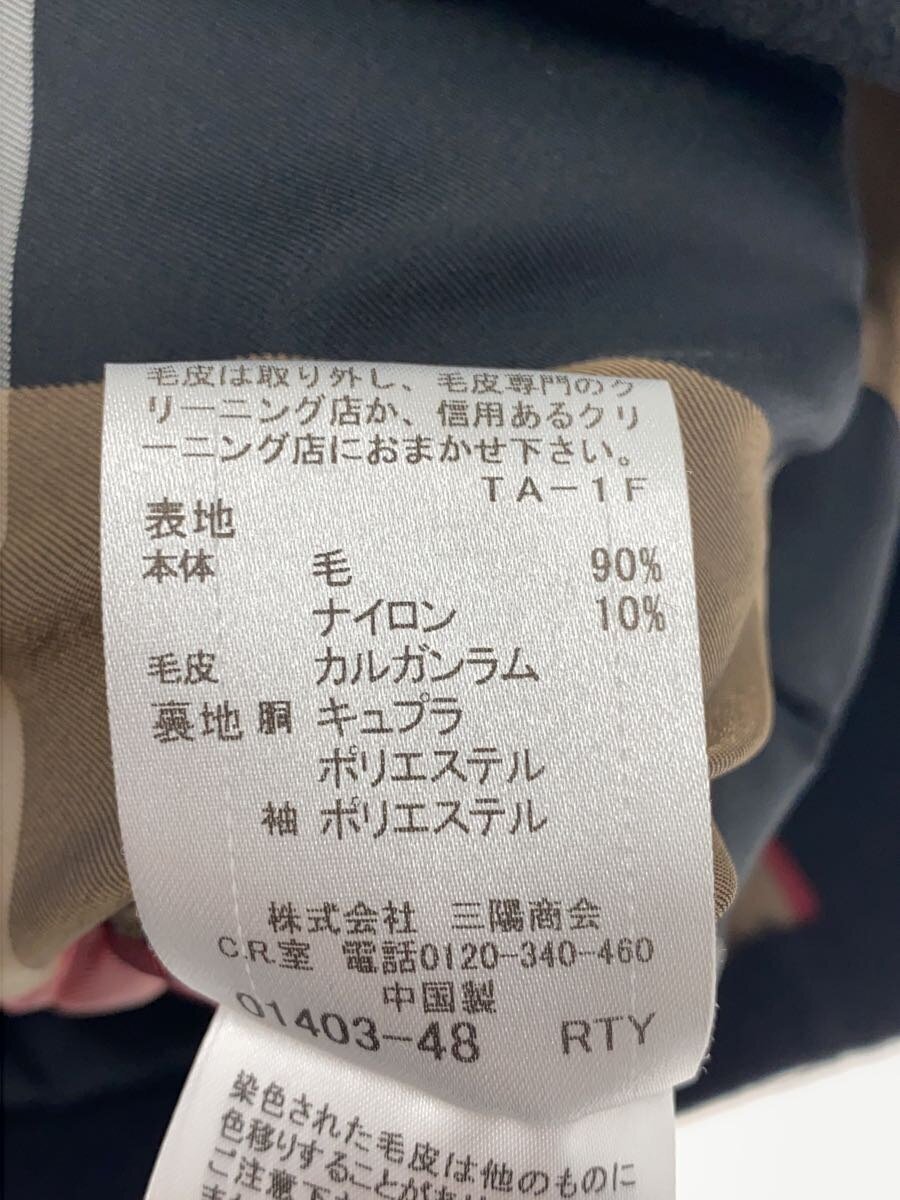 毛皮は取り外し、毛皮専門のク
リーニング店か、信用あるクリ
ーニング店におまかせ下さい。
TA-1F
表地
本体 毛 90%
ナイロン 10%
毛皮 カルガンラム
裏地 胴 キュプラ
ポリエステル
袖 ポリエステル
株式会社 三陽商会
C.R.室 電話0120-340-460
中国製
01403-48 RTY
染色された毛皮は他のものに
色移りすることがあり
ご注意下